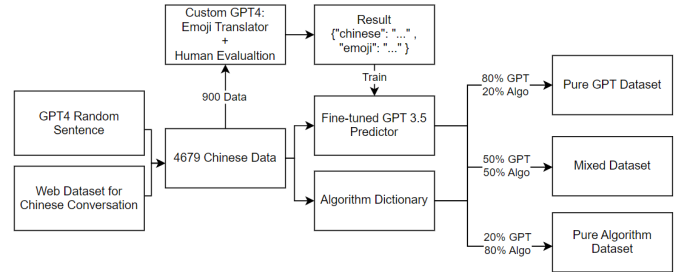 Custom GPT4:
Emoji Translator
+
Human Evaualtion
Result
{"chinese": "..." ,
"emoji": "..." }
900 Data
Train
GPT4 Random
Sentence
Web Dataset for
Chinese Conversation
4679 Chinese Data
Fine-tuned GPT 3.5
Predictor
Algorithm Dictionary
80% GPT
20% Algo
Pure GPT Dataset
50% GPT
50% Algo
Mixed Dataset
20% GPT
80% Algo
Pure Algorithm
Dataset